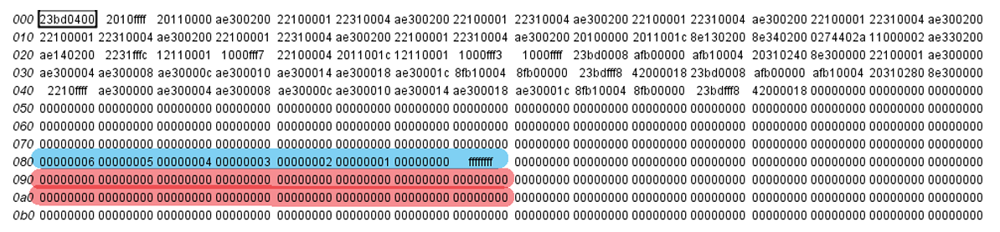 000 23bd0400 2010ffff 20110000 ae300200 22100001 22310004 ae300200 22100001 22310004 ae300200 22100001 22310004 ae300200 22100001 22310004 ae300200
010 22100001 22310004 ae300200 22100001 22310004 ae300200 22100001 22310004 ae300200 20100000 2011001c 8e130200 8e340200 0274402a 11000002 ae330200
020 ae140200 2231fffc 12110001 1000fff7 22100004 2011001c 12110001 1000fff3 1000ffff 23bd0008 afb00000 afb10004 20310240 8e300000 22100001 ae300000
030 ae300004 ae300008 ae30000c ae300010 ae300014 ae300018 ae30001c 8fb10004 8fb00000 23bdfff8 42000018 23bd0008 afb00000 afb10004 20310280 8e300000
040 2210ffff ae300000 ae300004 ae300008 ae30000c ae300010 ae300014 ae300018 ae30001c 8fb10004 8fb00000 23bdfff8 42000018 00000000 00000000 00000000
050 00000000 00000000 00000000 00000000 00000000 00000000 00000000 00000000 00000000 00000000 00000000 00000000 00000000 00000000 00000000 00000000
060 00000000 00000000 00000000 00000000 00000000 00000000 00000000 00000000 00000000 00000000 00000000 00000000 00000000 00000000 00000000 00000000
070 00000000 00000000 00000000 00000000 00000000 00000000 00000000 00000000 00000000 00000000 00000000 00000000 00000000 00000000 00000000 00000000
080 00000006 00000005 00000004 00000003 00000002 00000001 00000000 ffffffff 00000000 00000000 00000000 00000000 00000000 00000000 00000000 00000000
090 00000000 00000000 00000000 00000000 00000000 00000000 00000000 00000000 00000000 00000000 00000000 00000000 00000000 00000000 00000000 00000000
0a0 00000000 00000000 00000000 00000000 00000000 00000000 00000000 00000000 00000000 00000000 00000000 00000000 00000000 00000000 00000000 00000000
0b0 00000000 00000000 00000000 00000000 00000000 00000000 00000000 00000000 00000000 00000000 00000000 00000000 00000000 00000000 00000000 00000000